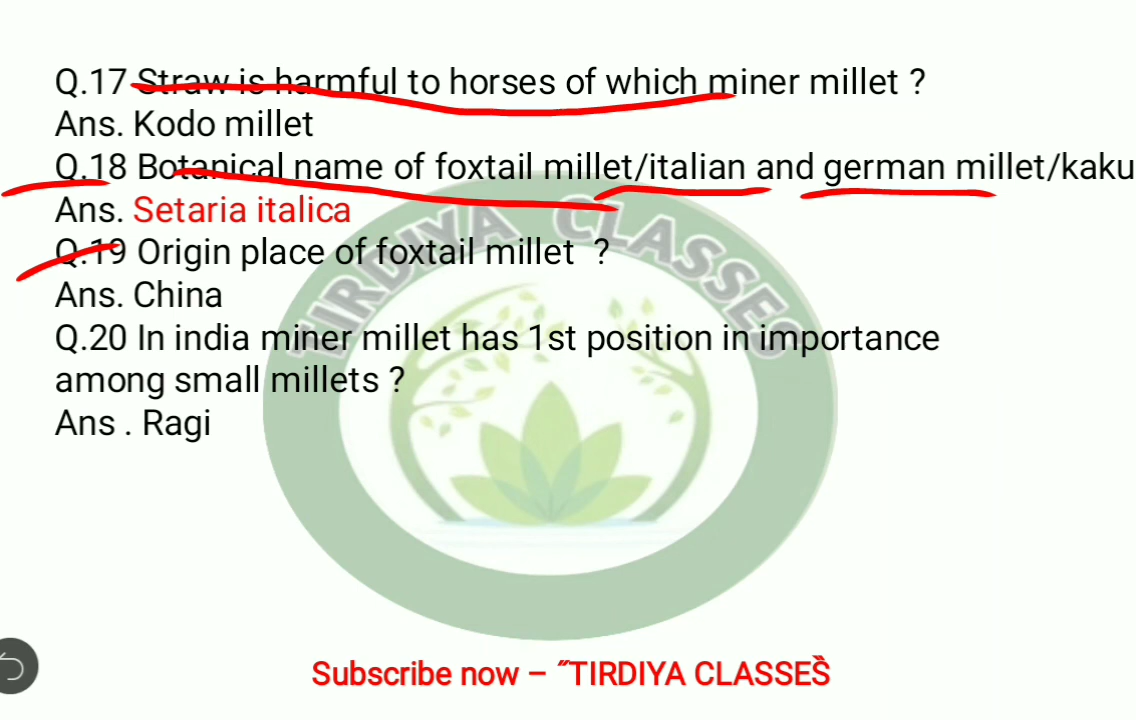 Q.17 Straw is harmful to horses of which miner millet ?
Ans. Kodo millet
Q.18 Botanical name of foxtail millet/italian and german millet/kaku
Ans. Setaria italica
Q.19 Origin place of foxtail millet ?
Ans. China
Q.20 In india miner millet has 1st position in importance
among small millets ?
Ans . Ragi
TIRDIYA CLASSES
Subscribe now – ˝TIRDIYA CLASSES̏